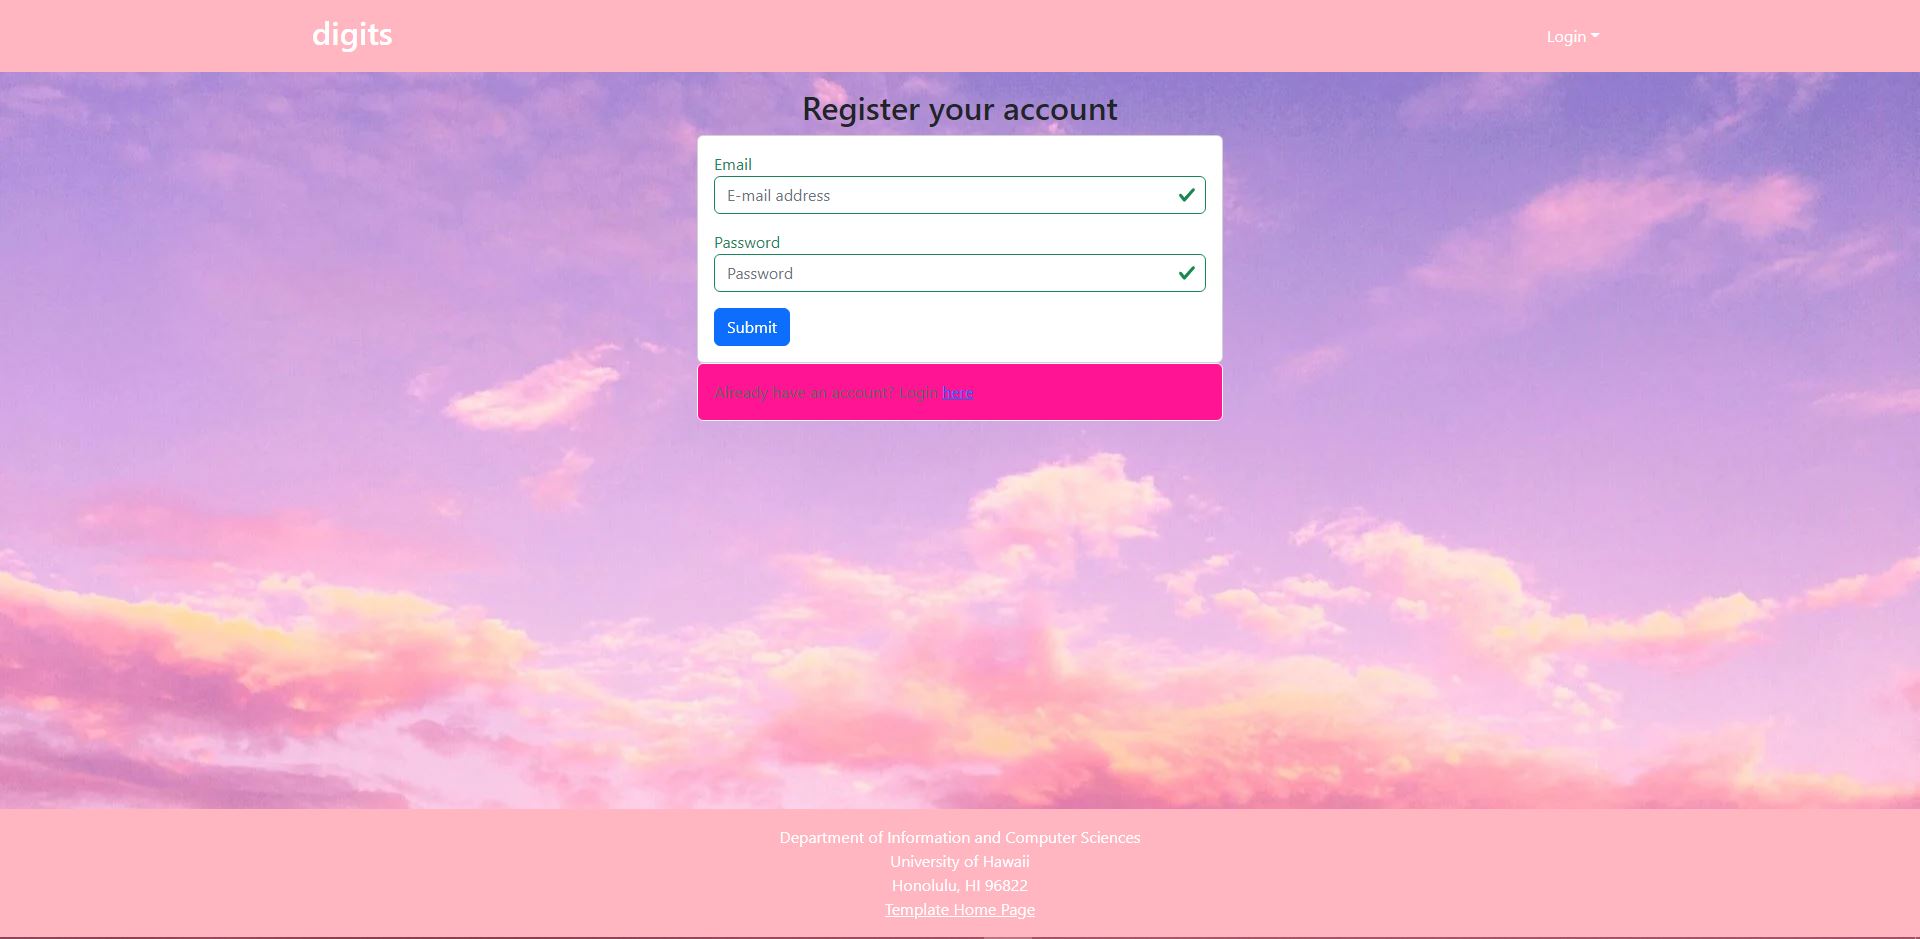 digits
Login
Register your account
Email
E-mail address
Password
Password
Submit
Already have an account? Login here
Department of Information and Computer Sciences
University of Hawaii
Honolulu, HI 96822
Template Home Page